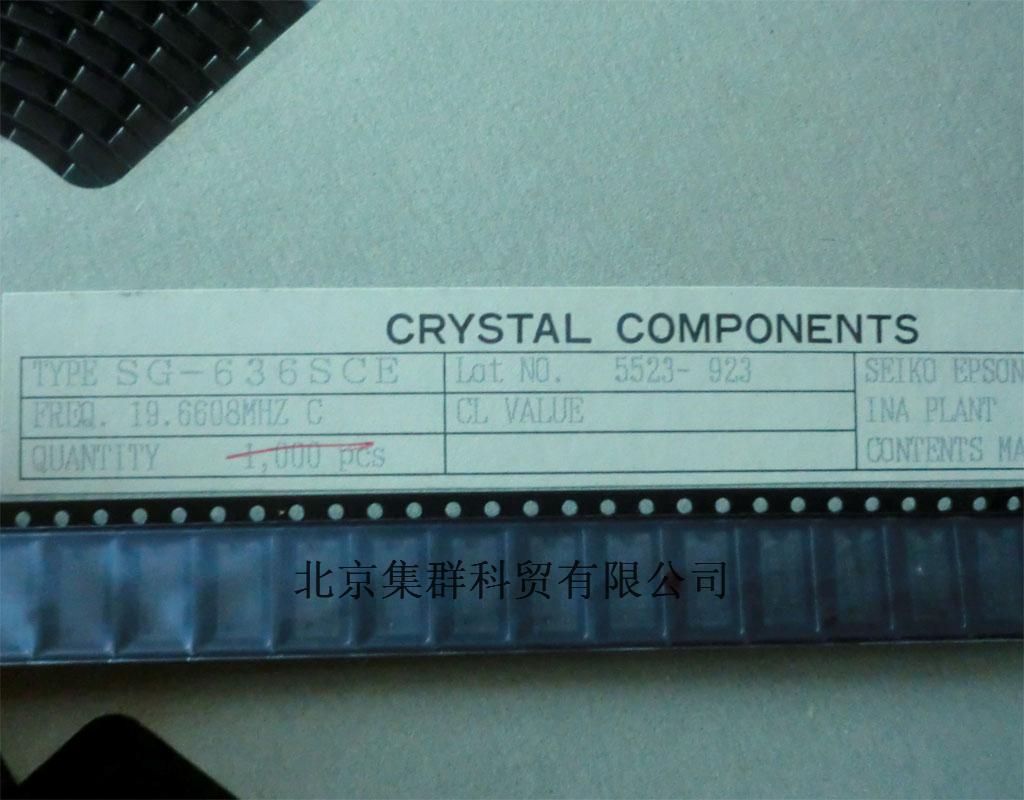 CRYSTAL COMPONENTS
TYPE SG-636SCE Lot NO. 5523- 923 SEIKO EPSON
FREQ. 19.6608MHZ C CL VALUE INA PLANT
QUANTITY 1,000 pcs CONTENTS MA
北京集群科贸有限公司